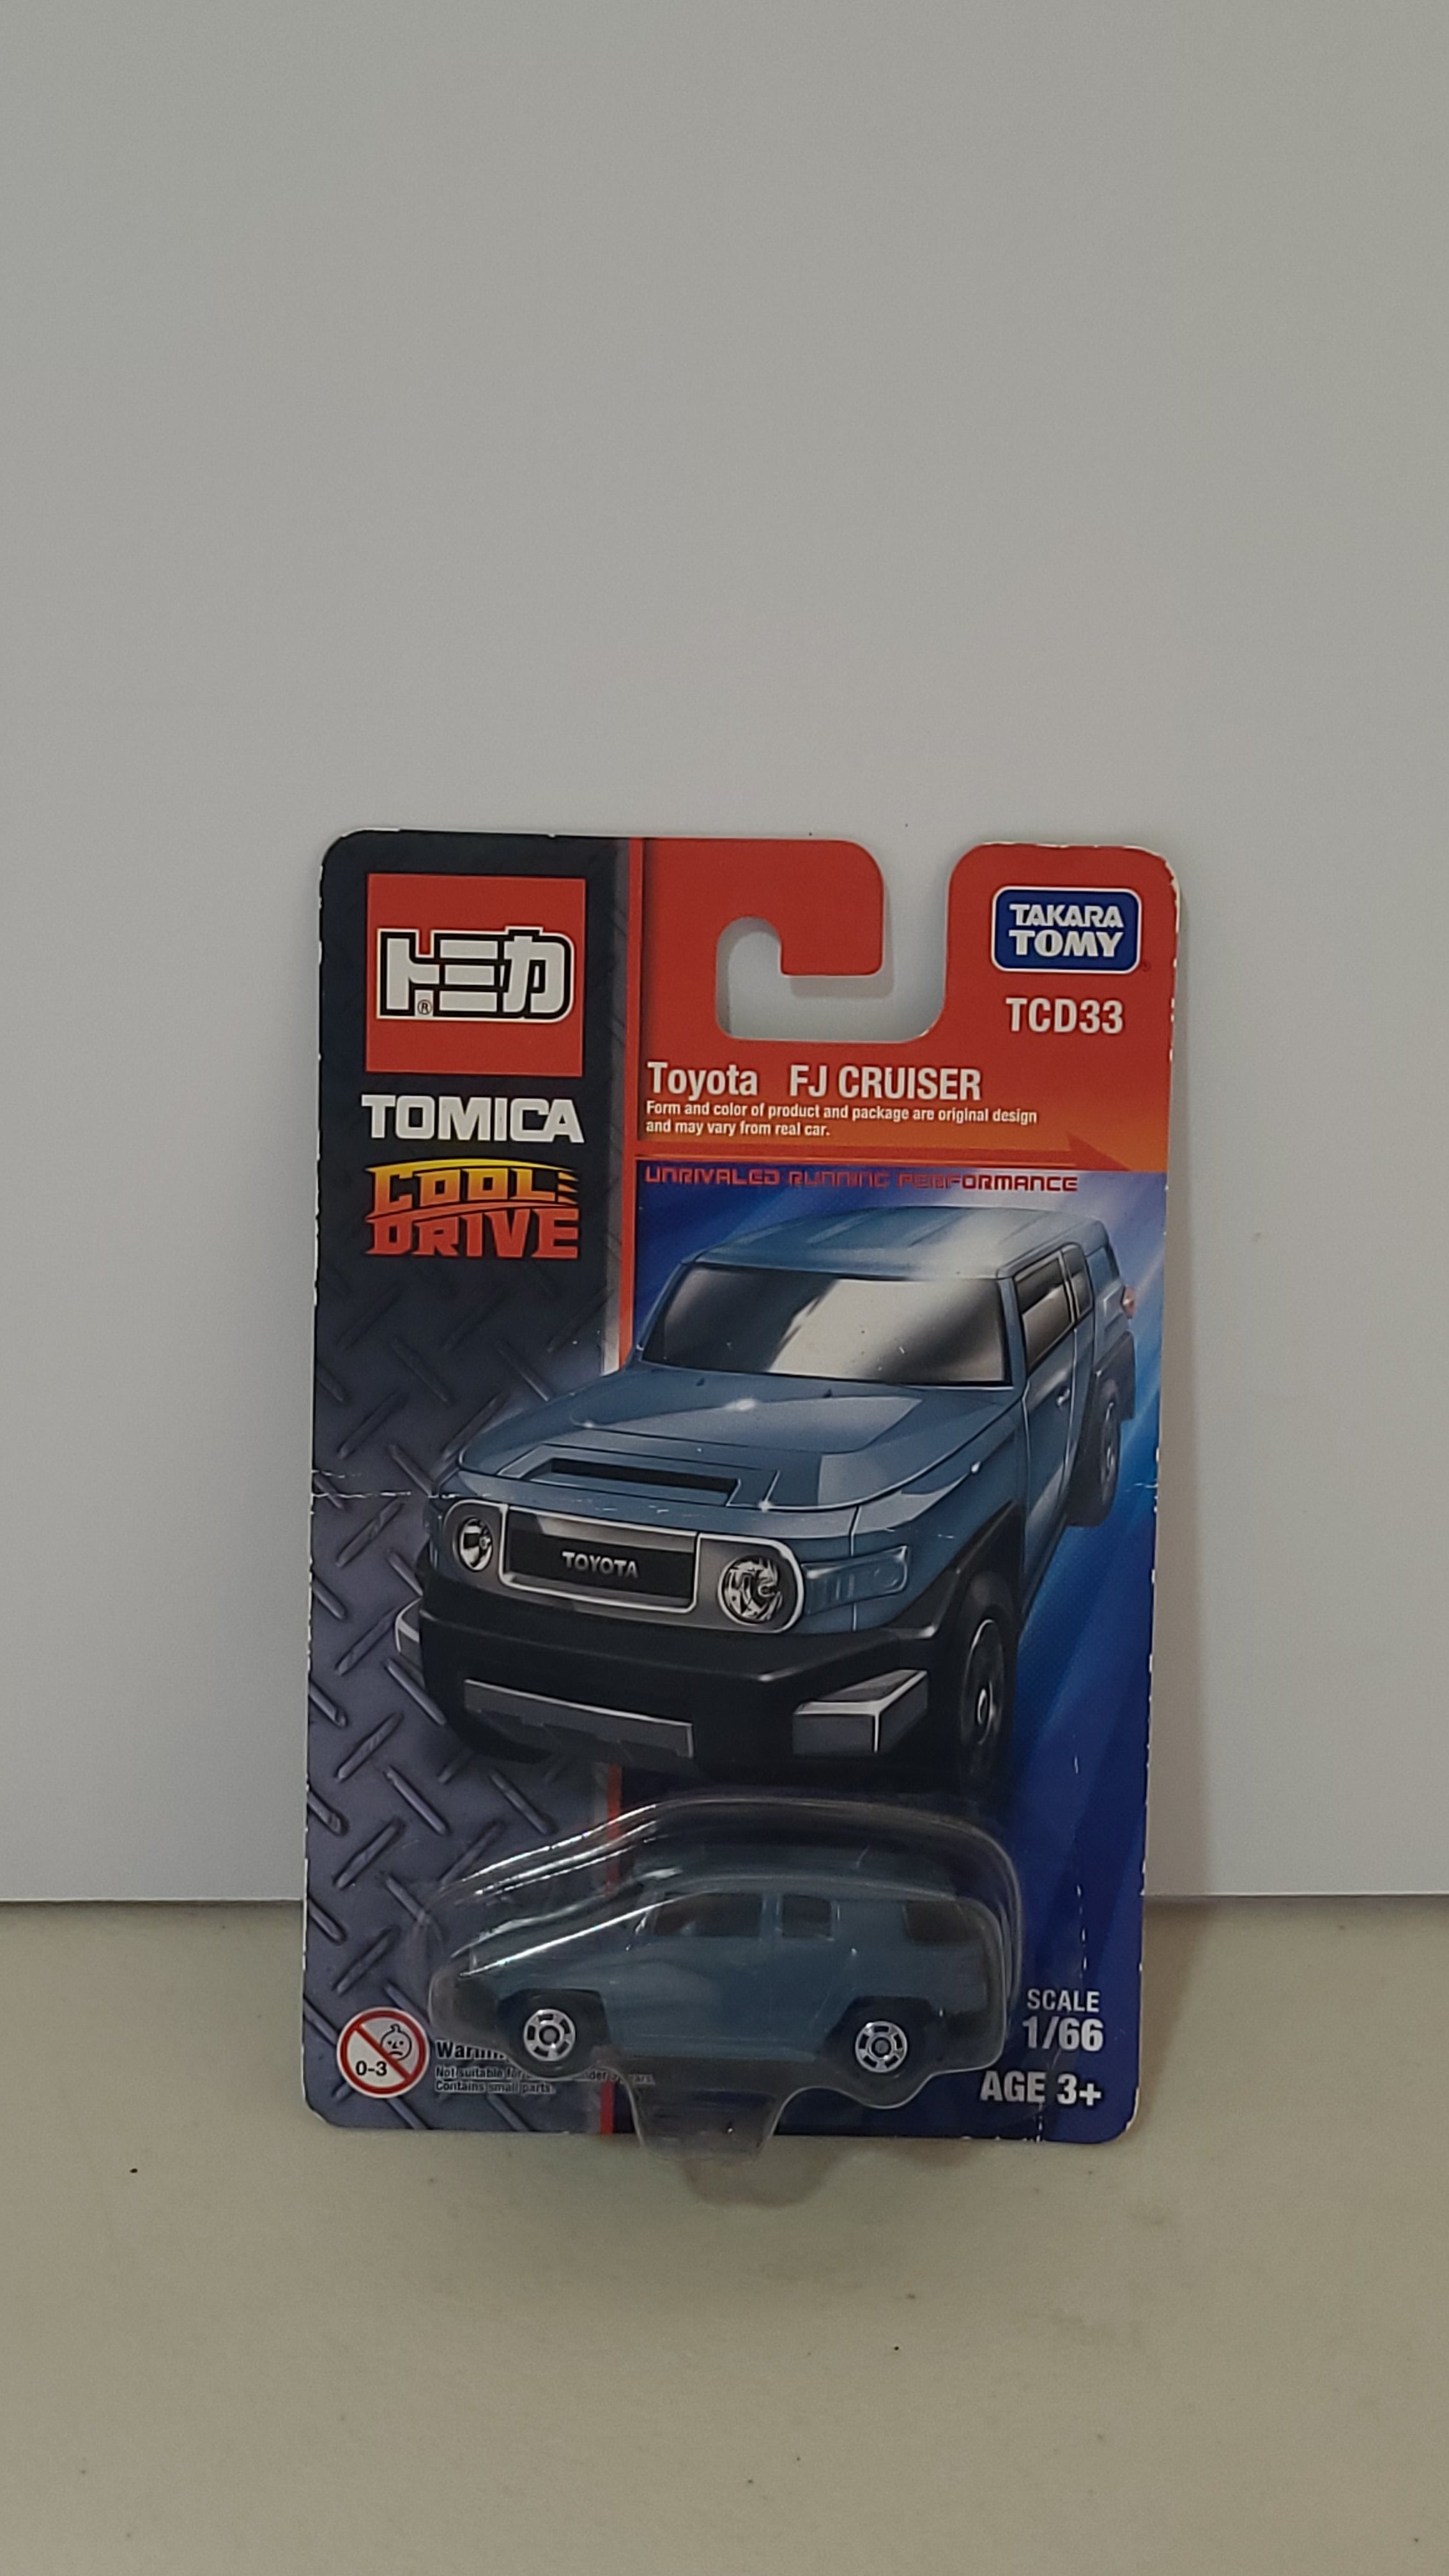 トミカ
®
TOMICA
COOL
DRIVE
TAKARA
TOMY
TCD33
Toyota FJ CRUISER
Form and color of product and package are original design
and may vary from real car.
UNRIVALED RUNNING PERFORMANCE
TOYOTA
0-3
Not suitable
Contains small parts.
SCALE
1/66
AGE 3+